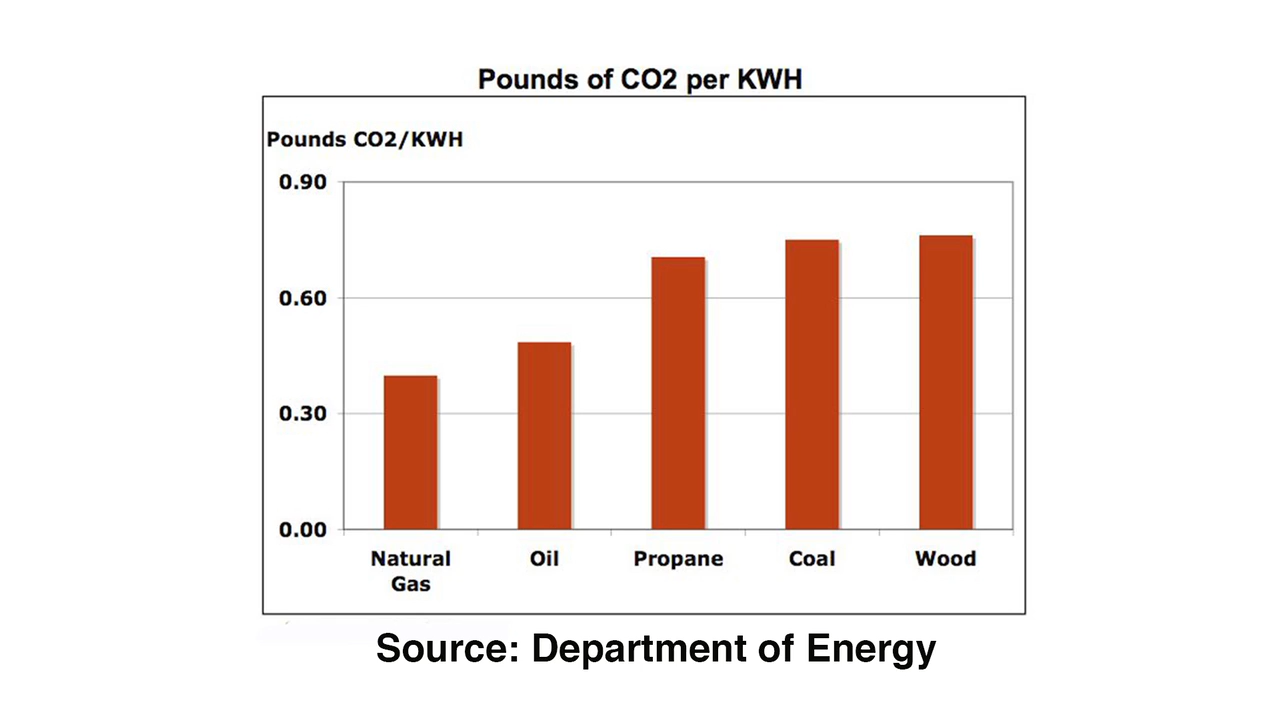 Pounds of CO2 per KWH
Pounds CO2/KWH
0.90
0.60
0.30
0.00
Natural
Gas
Oil
Propane
Coal
Wood
Source: Department of Energy